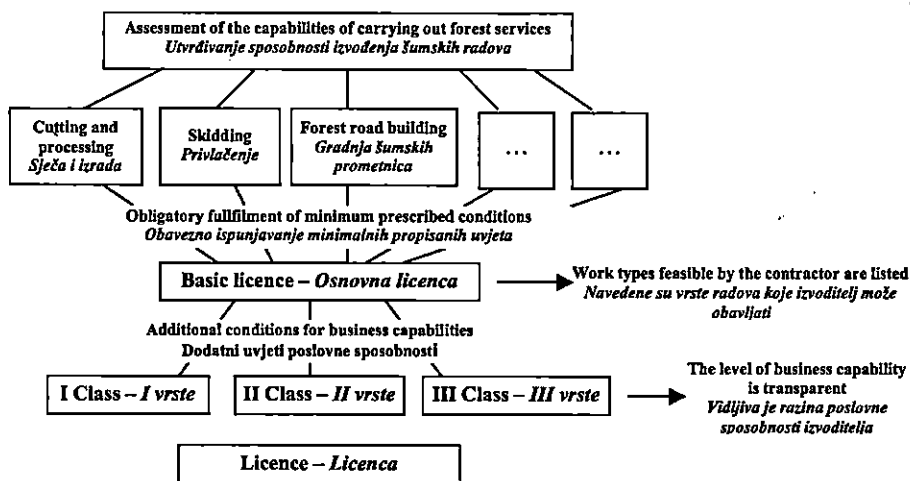 Assessment of the capabilities of carrying out forest services
Utvrđivanje sposobnosti izvođenja šumskih radova
Cutting and
processing
Sječa i izrada
Skidding
Privlačenje
Forest road building
Gradnja šumskih
prometnica
...
...
Obligatory fullfilment of minimum prescribed conditions
Obavezno ispunjavanje minimalnih propisanih uvjeta
Basic licence – Osnovna licenca
Work types feasible by the contractor are listed
Navedene su vrste radova koje izvoditelj može
obavljati
Additional conditions for business capabilities
Dodatni uvjeti poslovne sposobnosti
I Class – I vrste
II Class – II vrste
III Class – III vrste
The level of business capability
is transparent
Vidljiva je razina poslovne
sposobnosti izvoditelja
Licence – Licenca